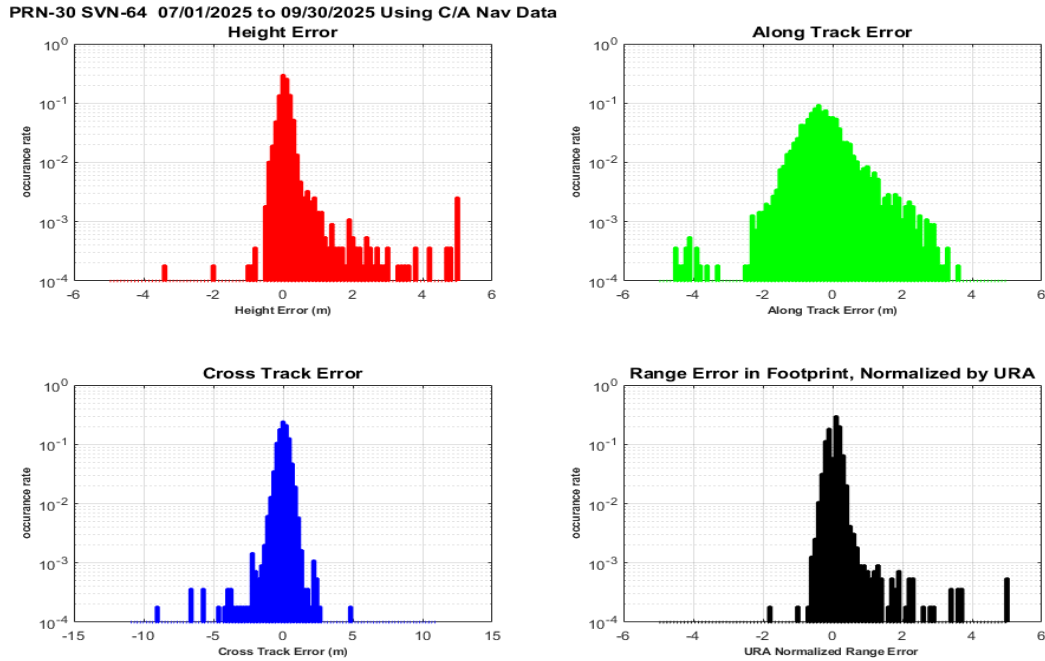 PRN-30 SVN-64 07/01/2025 to 09/30/2025 Using C/A Nav Data
Height Error
10^0
10^-1
10^-2
10^-3
10^-4
occurance rate
-6 -4 -2 0 2 4 6
Height Error (m)
Along Track Error
10^0
10^-1
10^-2
10^-3
10^-4
occurance rate
-6 -4 -2 0 2 4 6
Along Track Error (m)
Cross Track Error
10^0
10^-1
10^-2
10^-3
10^-4
occurance rate
-15 -10 -5 0 5 10 15
Cross Track Error (m)
Range Error in Footprint, Normalized by URA
10^0
10^-1
10^-2
10^-3
10^-4
occurance rate
-6 -4 -2 0 2 4 6
URA Normalized Range Error